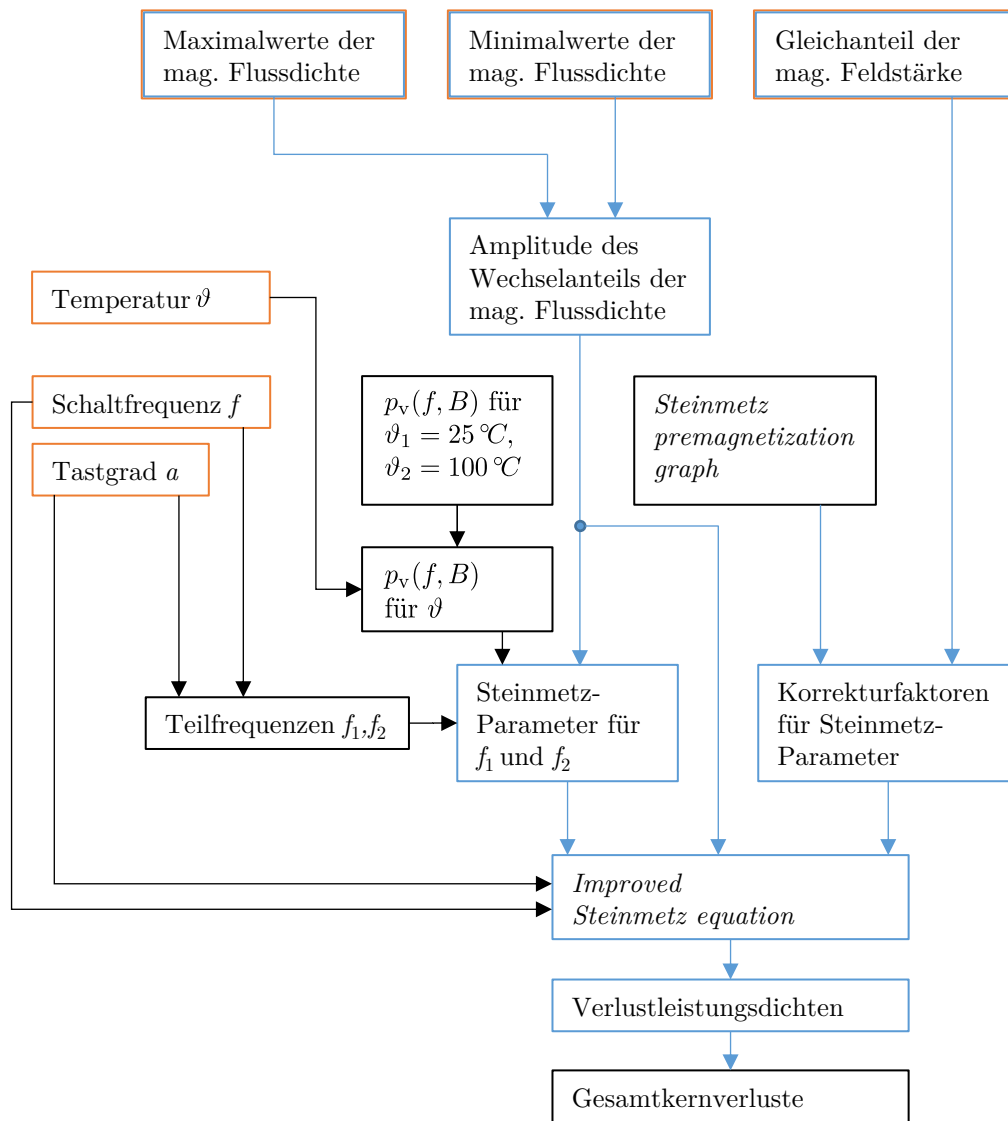 Maximalwerte der
mag. Flussdichte
Minimalwerte der
mag. Flussdichte
Gleichanteil der
mag. Feldstärke
Amplitude des
Wechselanteils der
mag. Flussdichte
Temperatur ϑ
Schaltfrequenz f
Tastgrad a
p_v(f, B) für
ϑ₁ = 25 °C,
ϑ₂ = 100 °C
Steinmetz
premagnetization
graph
p_v(f, B)
für ϑ
Teilfrequenzen f₁,f₂
Steinmetz-
Parameter für
f₁ und f₂
Korrekturfaktoren
für Steinmetz-
Parameter
Improved
Steinmetz equation
Verlustleistungsdichten
Gesamtkernverluste